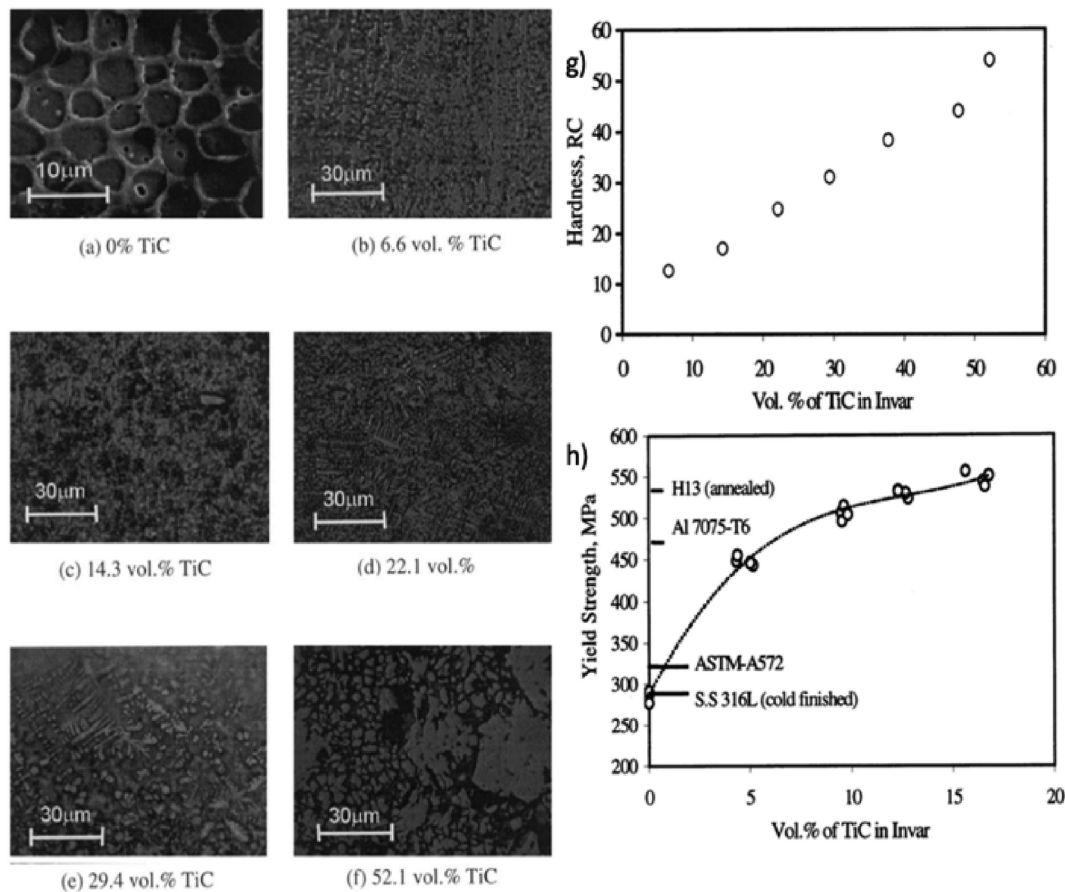 10μm
(a) 0% TiC
30μm
(b) 6.6 vol. % TiC
30μm
(c) 14.3 vol.% TiC
30μm
(d) 22.1 vol.%
30μm
(e) 29.4 vol.% TiC
30μm
(f) 52.1 vol.% TiC
g)
Hardness, RC
60
50
40
30
20
10
0
0 10 20 30 40 50 60
Vol. % of TiC in Invar
h)
Yield Strength, MPa
600
550
500
450
400
350
300
250
200
H13 (annealed)
Al 7075-T6
ASTM-A572
S.S 316L (cold finished)
0 5 10 15 20
Vol.% of TiC in Invar